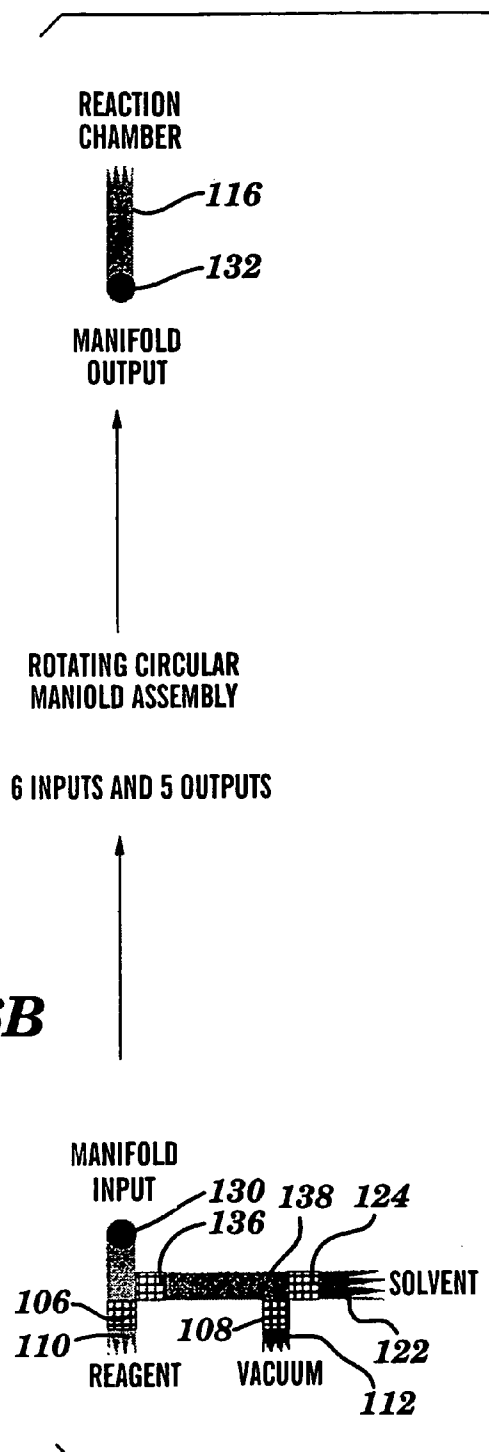 REACTION
CHAMBER
116
132
MANIFOLD
OUTPUT
ROTATING CIRCULAR
MANIOLD ASSEMBLY
6 INPUTS AND 5 OUTPUTS
B
MANIFOLD
INPUT
130
136
138
124
SOLVENT
106
110
108
122
REAGENT
VACUUM
112